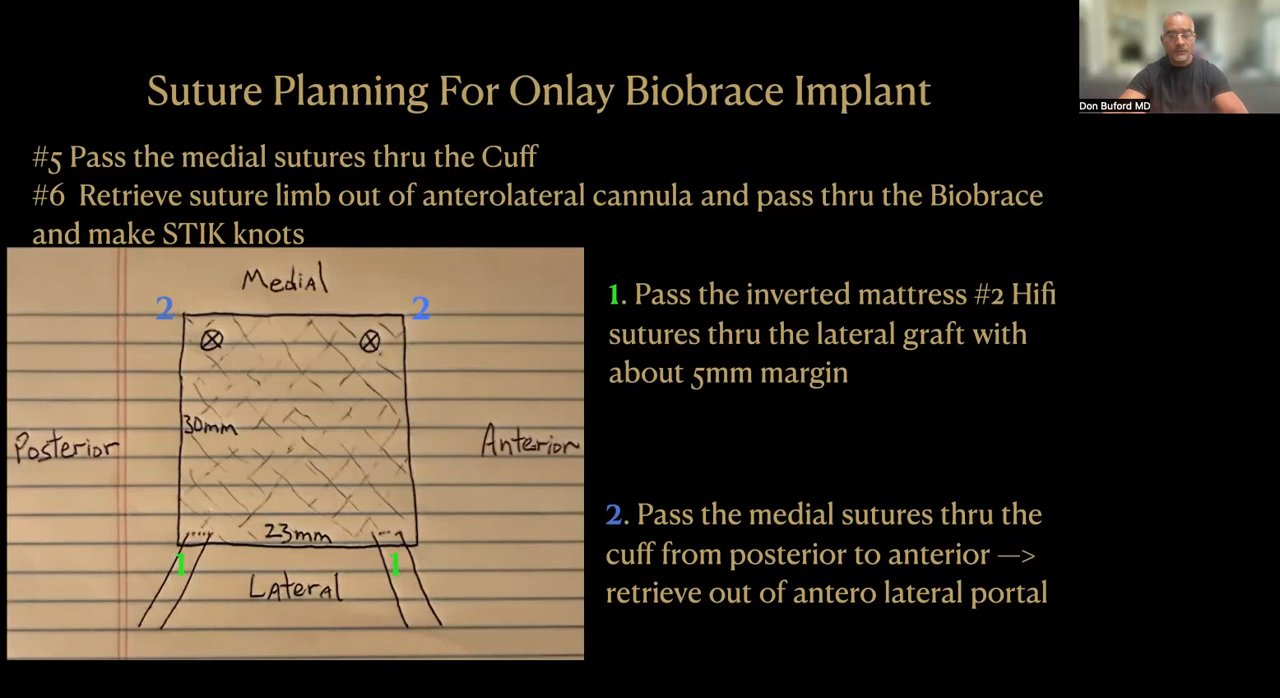 Suture Planning For Onlay Biobrace Implant
Don Buford MD
#5 Pass the medial sutures thru the Cuff
#6 Retrieve suture limb out of anterolateral cannula and pass thru the Biobrace
and make STIK knots
Medial
2 2
30mm
Posterior
Anterior
23mm
1 1
Lateral
1. Pass the inverted mattress #2 Hifi
sutures thru the lateral graft with
about 5mm margin
2. Pass the medial sutures thru the
cuff from posterior to anterior —>
retrieve out of antero lateral portal